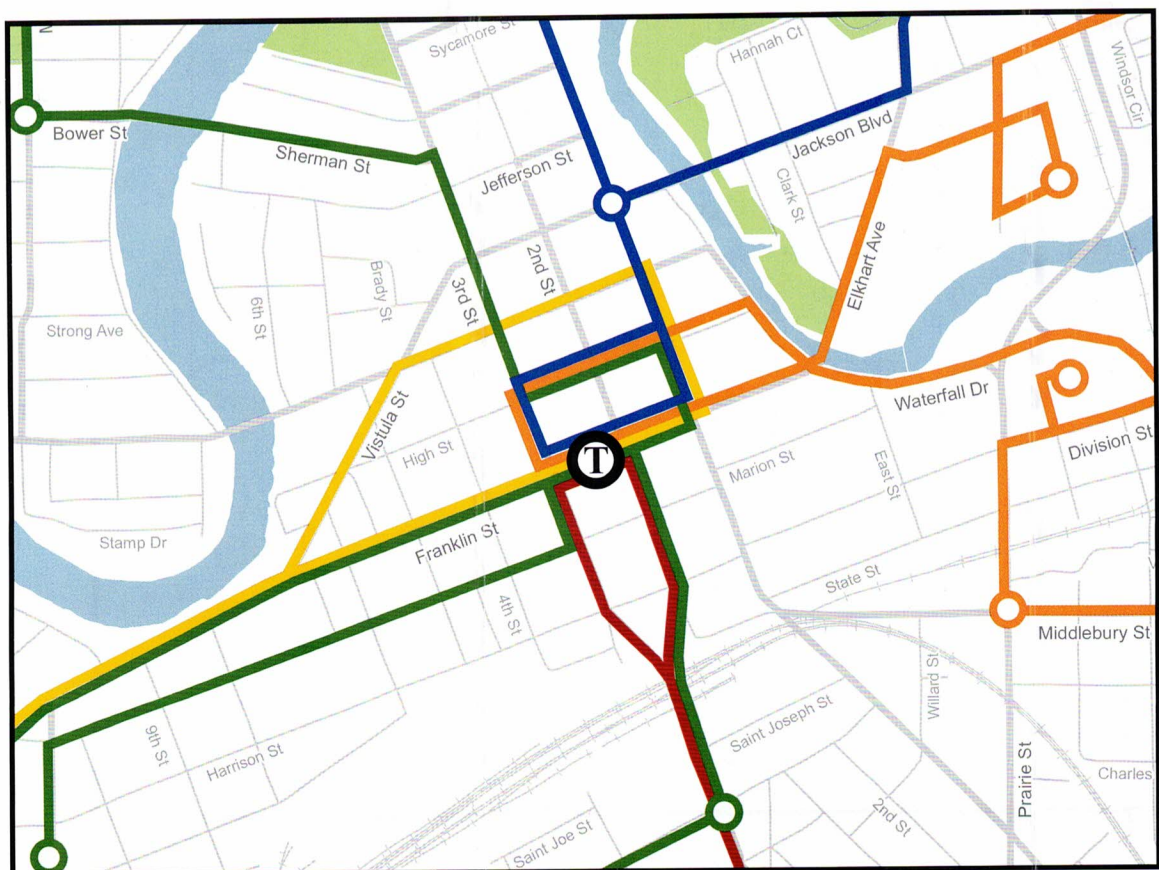 N
Sycamore St
Hannah Ct
Windsor Cir
Bower St
Sherman St
Jefferson St
Jackson Blvd
Clark St
2nd St
3rd St
Brady St
6th St
Elkhart Ave
Strong Ave
Vistula St
High St
Waterfall Dr
Division St
T
Marion St
East St
Stamp Dr
Franklin St
State St
4th St
Middlebury St
Willard St
Saint Joseph St
9th St
Harrison St
Prairie St
Charles
2nd St
Saint Joe St